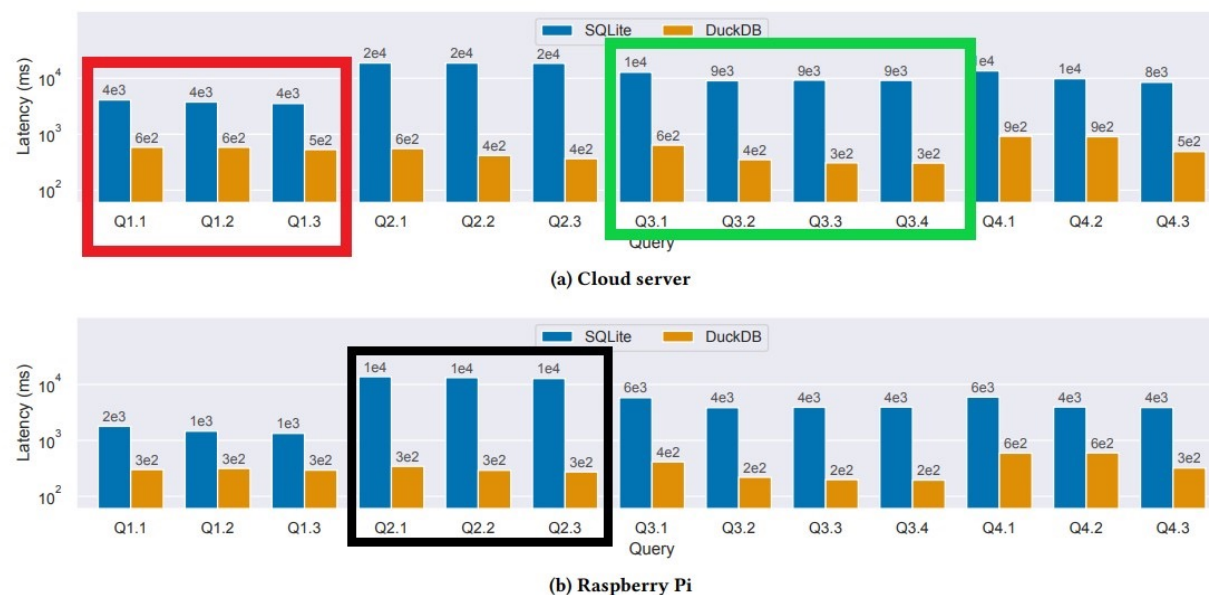 SQLite DuckDB
Latency (ms)
10^4
10^3
10^2
4e3 6e2 4e3 6e2 4e3 5e2 2e4 6e2 2e4 4e2 2e4 4e2 1e4 6e2 9e3 4e2 9e3 3e2 9e3 3e2 1e4 9e2 1e4 9e2 8e3 5e2
Q1.1 Q1.2 Q1.3 Q2.1 Q2.2 Q2.3 Q3.1 Q3.2 Q3.3 Q3.4 Q4.1 Q4.2 Q4.3
Query
(a) Cloud server
SQLite DuckDB
Latency (ms)
10^4
10^3
10^2
2e3 3e2 1e3 3e2 1e3 3e2 1e4 3e2 1e4 3e2 1e4 3e2 6e3 4e2 4e3 2e2 4e3 2e2 4e3 2e2 6e3 6e2 4e3 6e2 4e3 3e2
Q1.1 Q1.2 Q1.3 Q2.1 Q2.2 Q2.3 Q3.1 Q3.2 Q3.3 Q3.4 Q4.1 Q4.2 Q4.3
Query
(b) Raspberry Pi